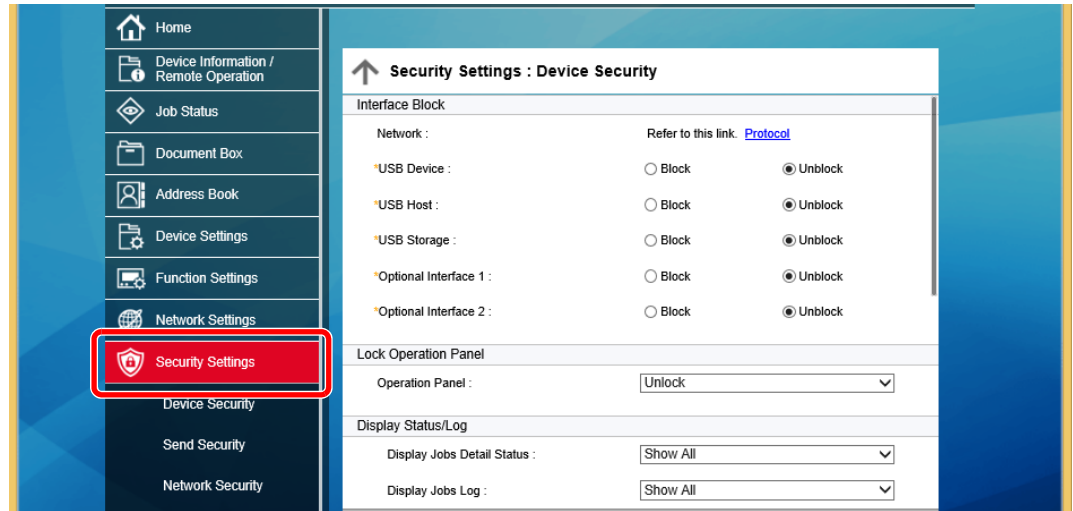 Home
Device Information /
Remote Operation
Job Status
Document Box
Address Book
Device Settings
Function Settings
Network Settings
Security Settings
Device Security
Send Security
Network Security
Security Settings : Device Security
Interface Block
Network : Refer to this link. Protocol
*USB Device : Block Unblock
*USB Host : Block Unblock
*USB Storage : Block Unblock
*Optional Interface 1 : Block Unblock
*Optional Interface 2 : Block Unblock
Lock Operation Panel
Operation Panel : Unlock
Display Status/Log
Display Jobs Detail Status : Show All
Display Jobs Log : Show All